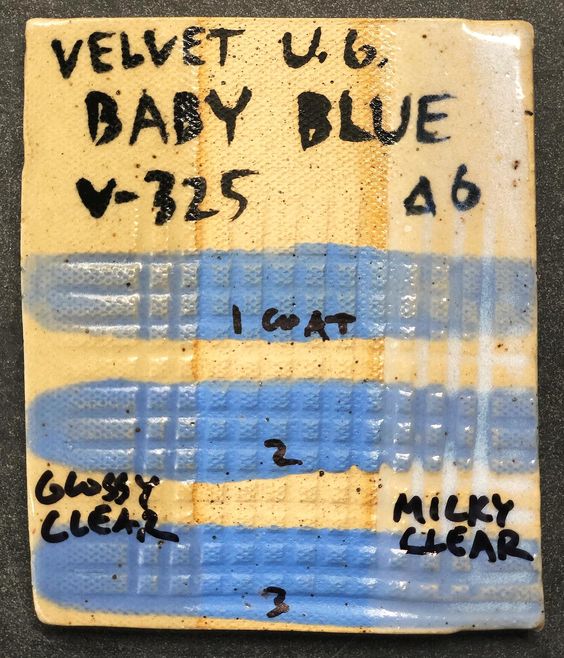 VELVET U.G.
BABY BLUE
V-325 Δ6
1 COAT
2
GLOSSY
CLEAR
MILKY
CLEAR
3